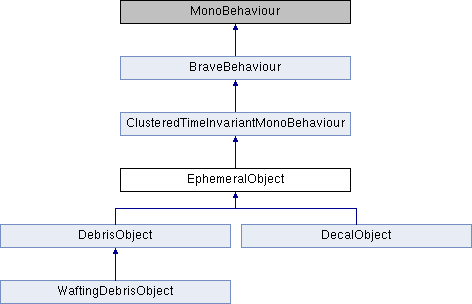 MonoBehaviour
BraveBehaviour
ClusteredTimeInvariantMonoBehaviour
EphemeralObject
DebrisObject
DecalObject
WaftingDebrisObject